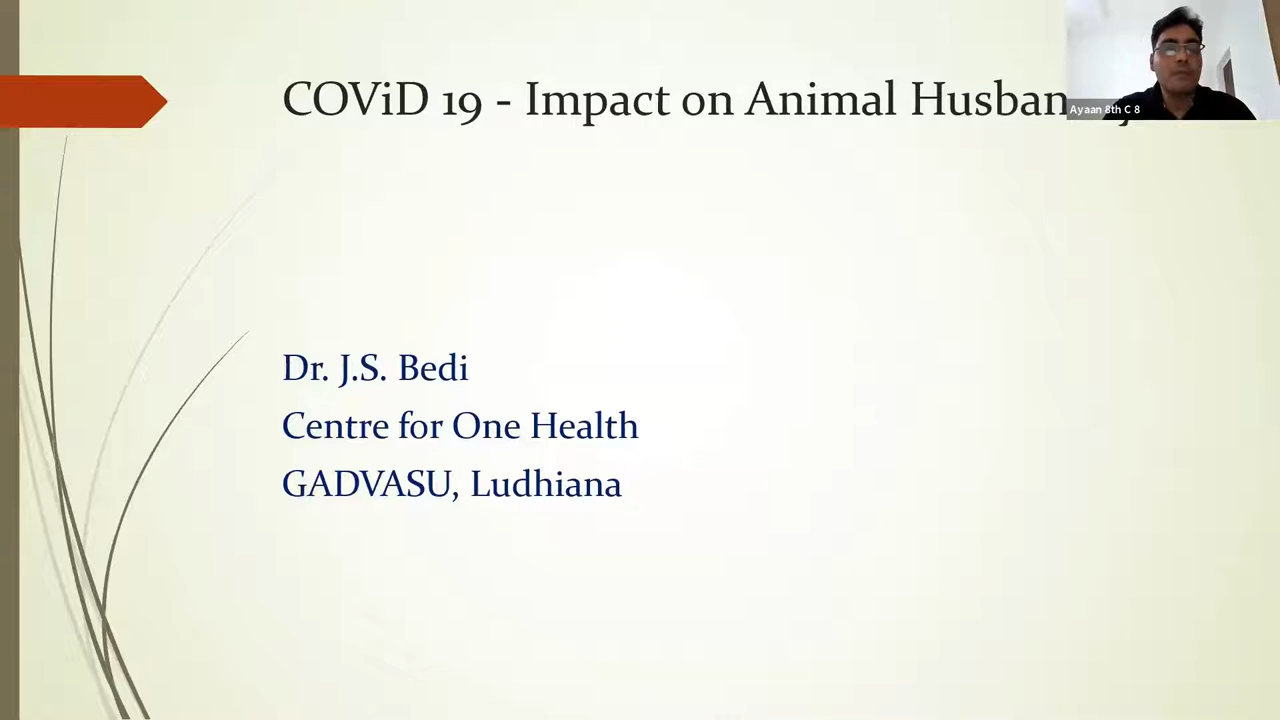 COViD 19 - Impact on Animal Husban
Ayaan 8th C 8
Dr. J.S. Bedi
Centre for One Health
GADVASU, Ludhiana